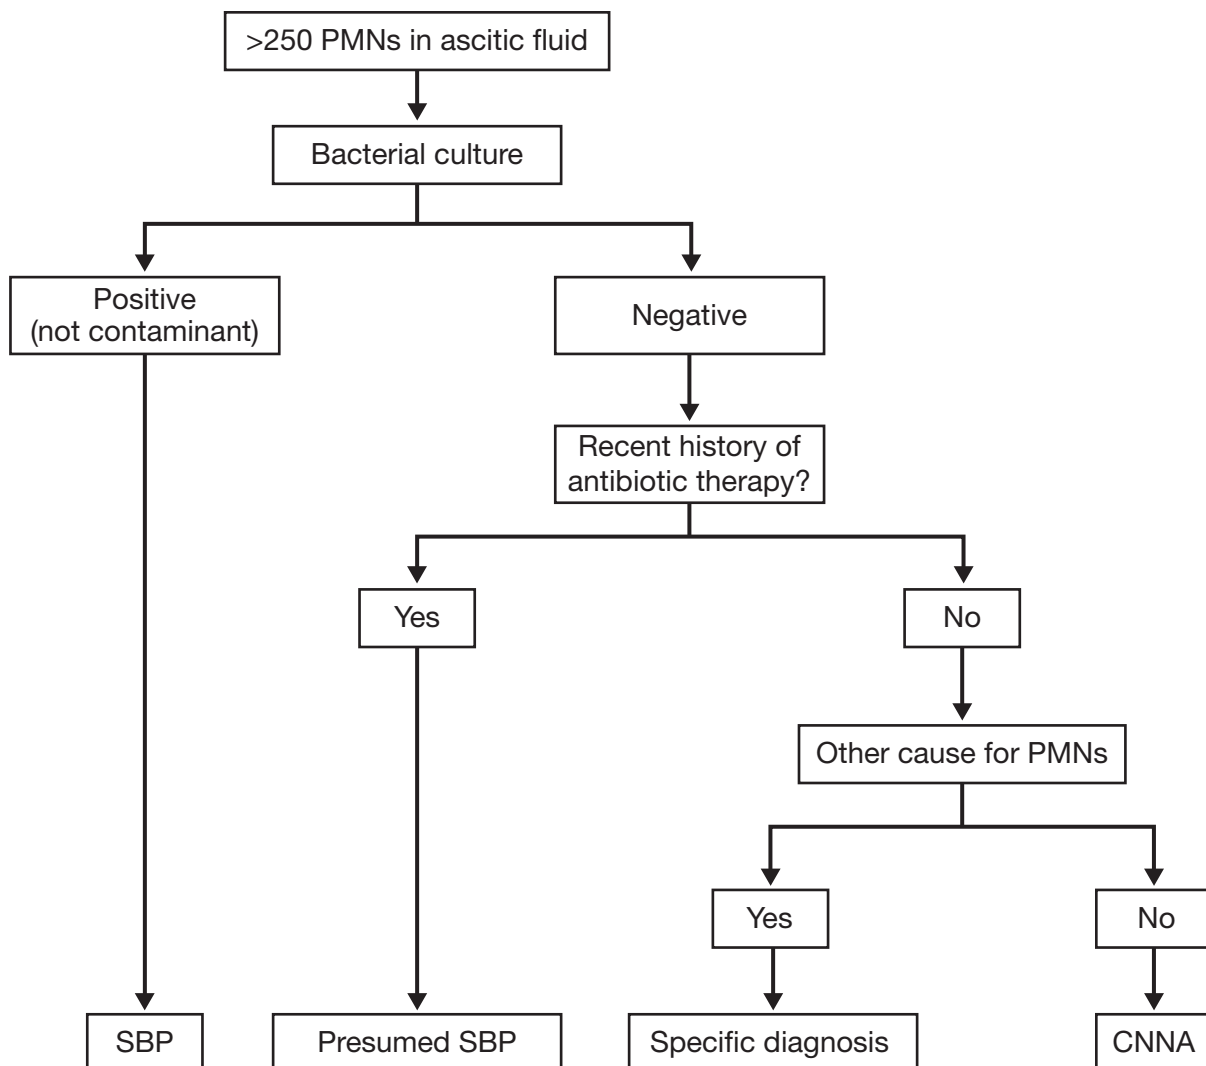 >250 PMNs in ascitic fluid
Bacterial culture
Positive
(not contaminant)
Negative
Recent history of
antibiotic therapy?
Yes
No
Other cause for PMNs
Yes
No
SBP
Presumed SBP
Specific diagnosis
CNNA